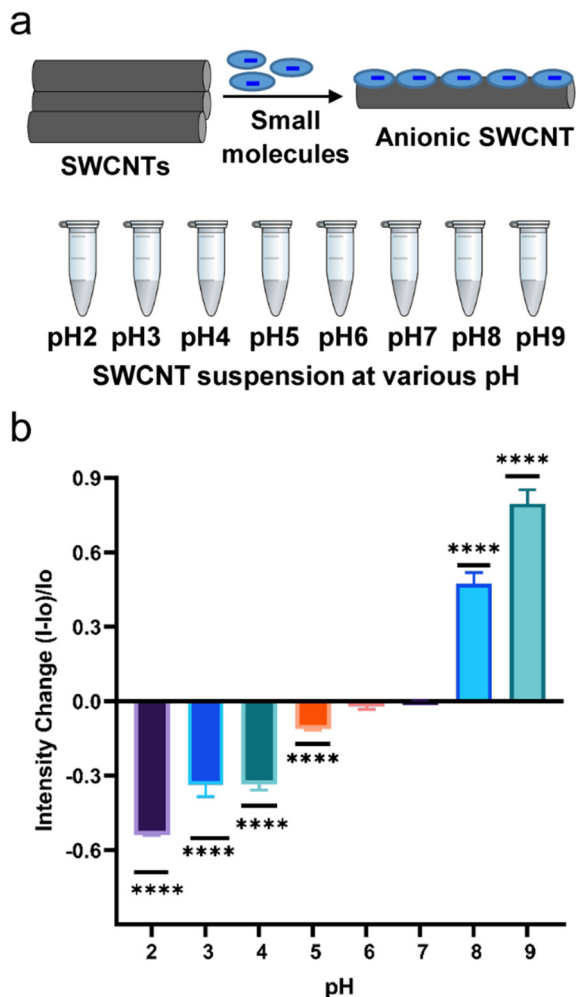 a
SWCNTs
Small
molecules
Anionic SWCNT
pH2 pH3 pH4 pH5 pH6 pH7 pH8 pH9
SWCNT suspension at various pH
b
Intensity Change (I-Io)/Io
0.9
0.6
0.3
0.0
-0.3
-0.6
****
****
****
****
****
****
2 3 4 5 6 7 8 9
pH